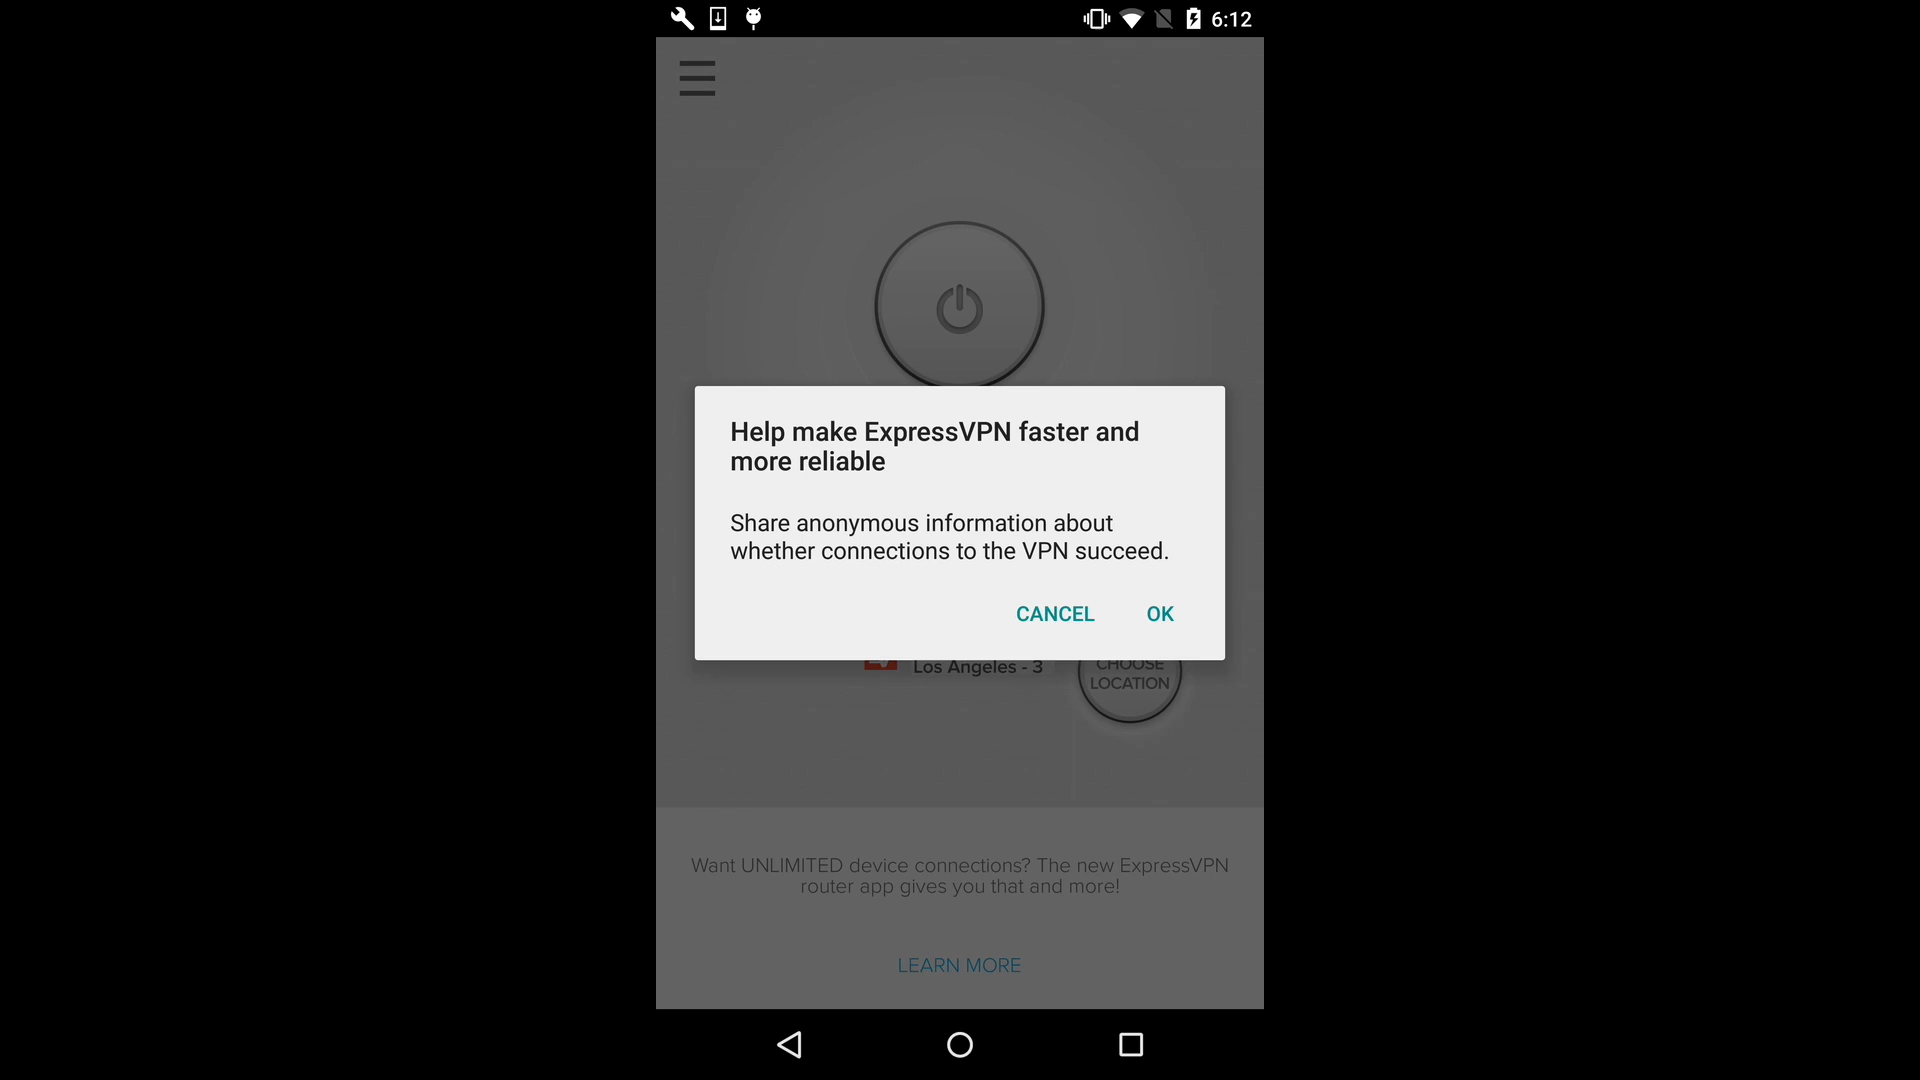 6:12
Help make ExpressVPN faster and
more reliable
Share anonymous information about
whether connections to the VPN succeed.
CANCEL OK
Los Angeles - 3
CHOOSE
LOCATION
Want UNLIMITED device connections? The new ExpressVPN
router app gives you that and more!
LEARN MORE